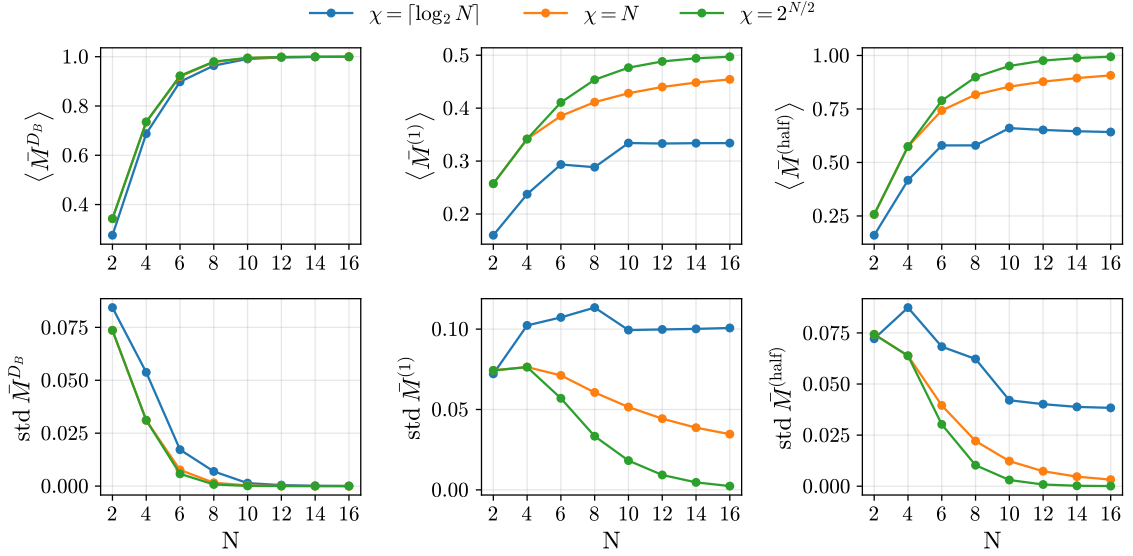 χ = ⌈log₂ N⌉ χ = N χ = 2^{N/2}
⟨M̄^{D_B}⟩
1.0
0.8
0.6
0.4
2 4 6 8 10 12 14 16
⟨M̄^{(1)}⟩
0.5
0.4
0.3
0.2
2 4 6 8 10 12 14 16
⟨M̄^{(half)}⟩
1.00
0.75
0.50
0.25
2 4 6 8 10 12 14 16
std M̄^{D_B}
0.075
0.050
0.025
0.000
2 4 6 8 10 12 14 16
N
std M̄^{(1)}
0.10
0.05
0.00
2 4 6 8 10 12 14 16
N
std M̄^{(half)}
0.075
0.050
0.025
0.000
2 4 6 8 10 12 14 16
N